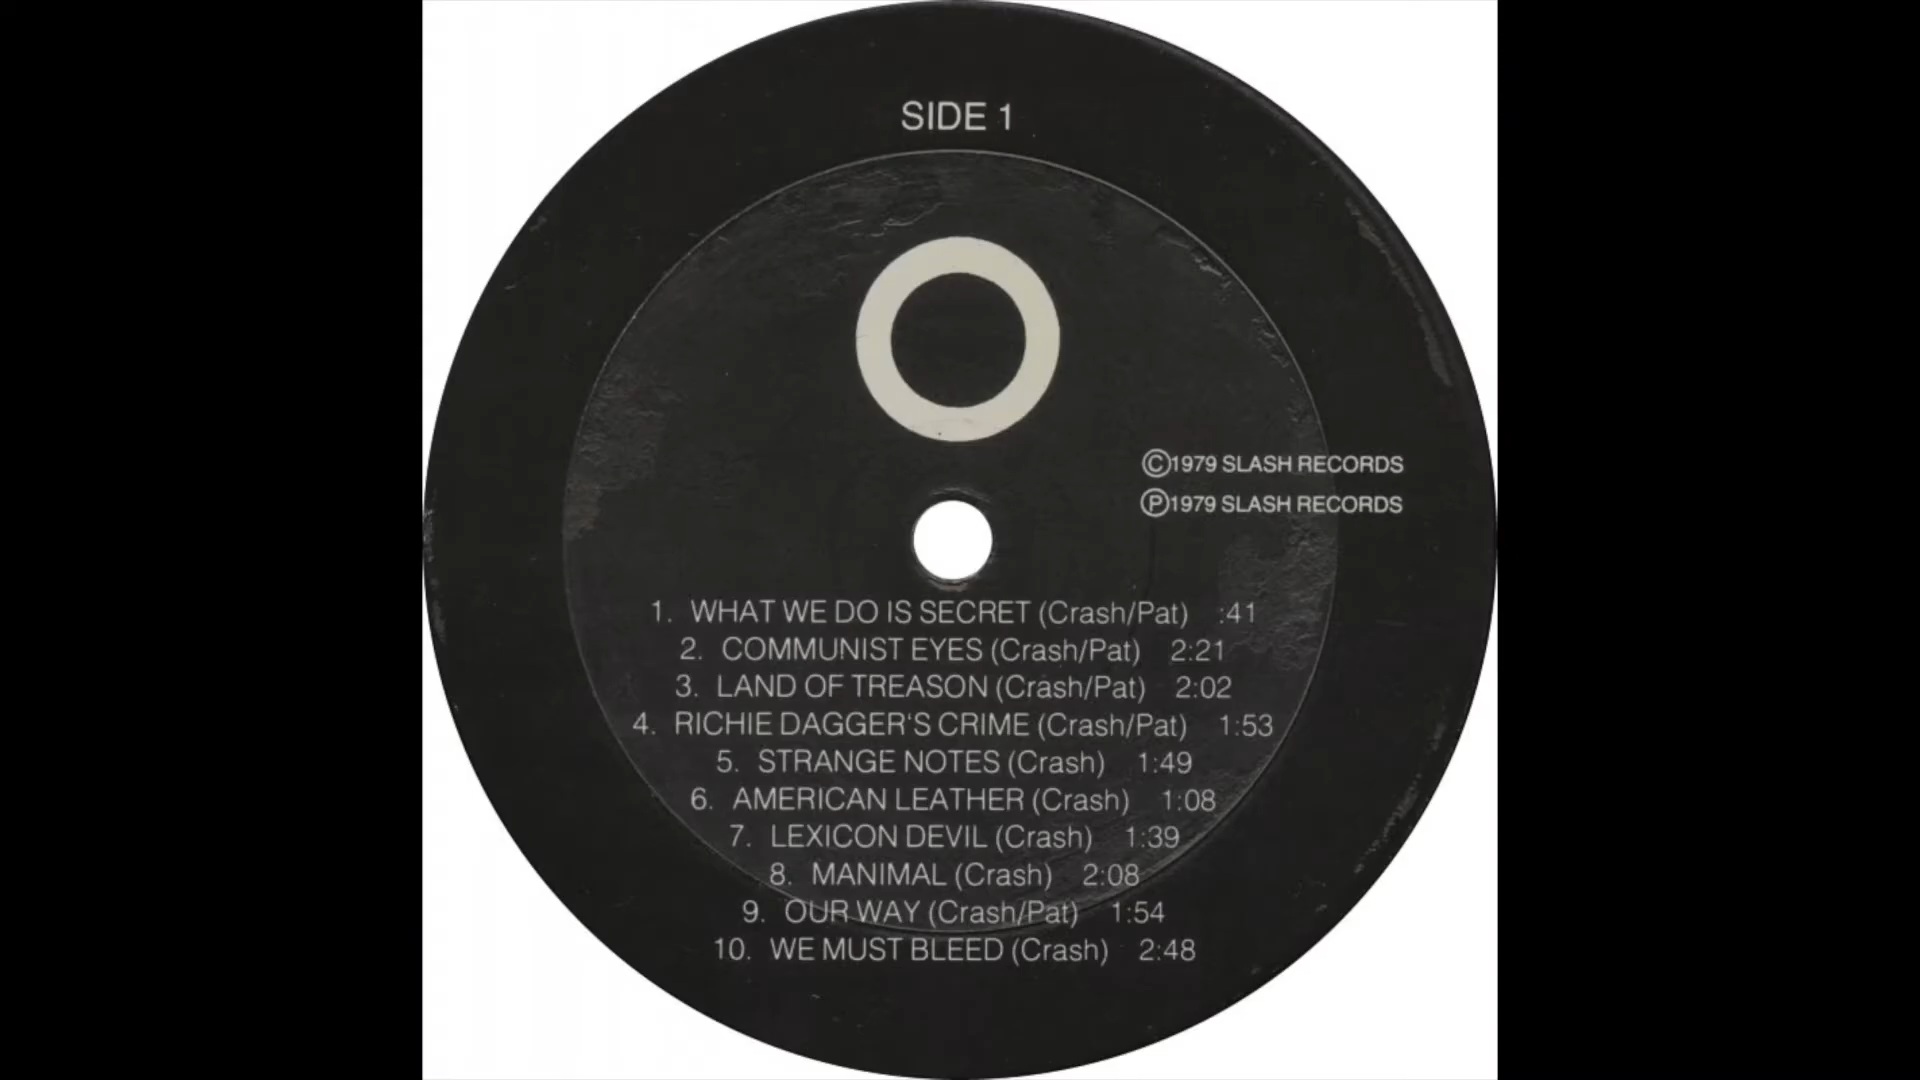 SIDE 1
Ⓒ1979 SLASH RECORDS
Ⓟ1979 SLASH RECORDS
1. WHAT WE DO IS SECRET (Crash/Pat) :41
2. COMMUNIST EYES (Crash/Pat) 2:21
3. LAND OF TREASON (Crash/Pat) 2:02
4. RICHIE DAGGER'S CRIME (Crash/Pat) 1:53
5. STRANGE NOTES (Crash) 1:49
6. AMERICAN LEATHER (Crash) 1:08
7. LEXICON DEVIL (Crash) 1:39
8. MANIMAL (Crash) 2:08
9. OUR WAY (Crash/Pat) 1:54
10. WE MUST BLEED (Crash) 2:48